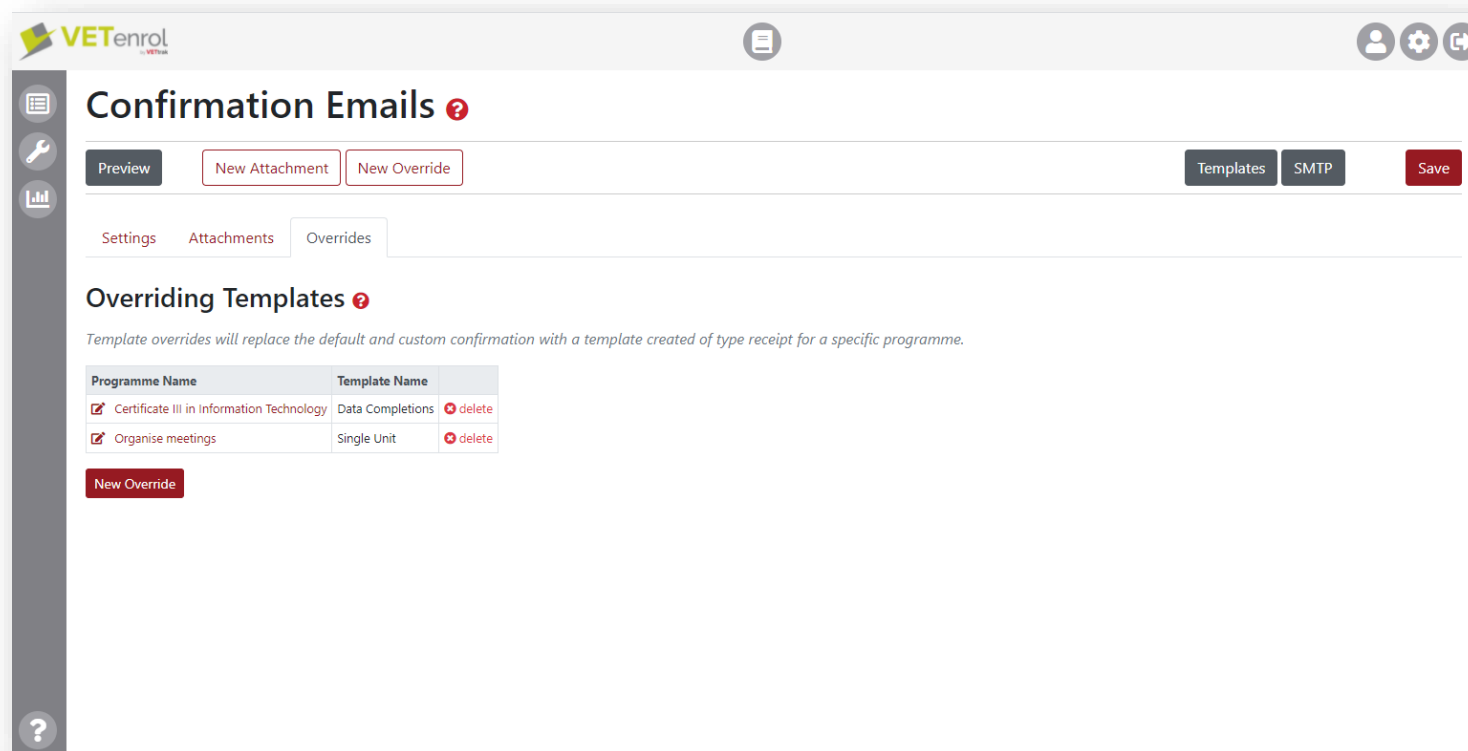 VETenrol
by VETtrak
Confirmation Emails ?
Preview New Attachment New Override Templates SMTP Save
Settings Attachments Overrides
Overriding Templates ?
Template overrides will replace the default and custom confirmation with a template created of type receipt for a specific programme.
Programme Name Template Name
Certificate III in Information Technology Data Completions delete
Organise meetings Single Unit delete
New Override
?